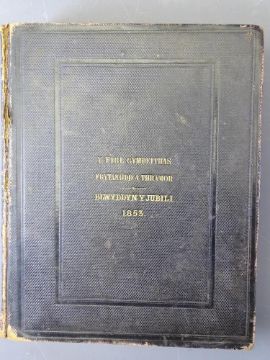 Y FIBL GYMDEITHAS
FRYTANAIDD A THRAMOR
BLWYDDYN Y JUBILI
1853